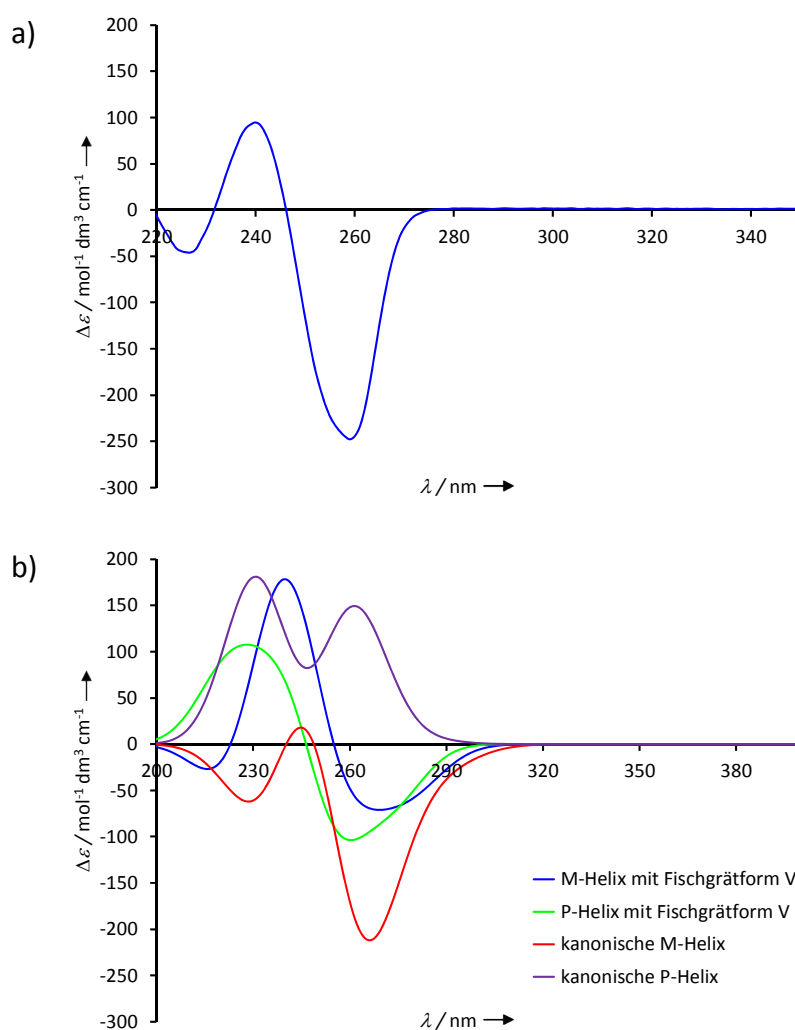 a)
200
150
100
50
0
-50
-100
-150
-200
-250
-300
Δε / mol-1 dm3 cm-1
220 240 260 280 300 320 340
λ / nm
b)
200
150
100
50
0
-50
-100
-150
-200
-250
-300
Δε / mol-1 dm3 cm-1
200 230 260 290 320 350 380
M-Helix mit Fischgrätform V
P-Helix mit Fischgrätform V
kanonische M-Helix
kanonische P-Helix
λ / nm